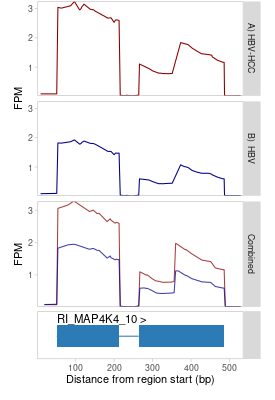 3
2
1
FPM
A) HBV-HCC
3
2
1
B) HBV
3
2
1
FPM
Combined
RI_MAP4K4_10 >
0
100
200
300
400
500
Distance from region start (bp)